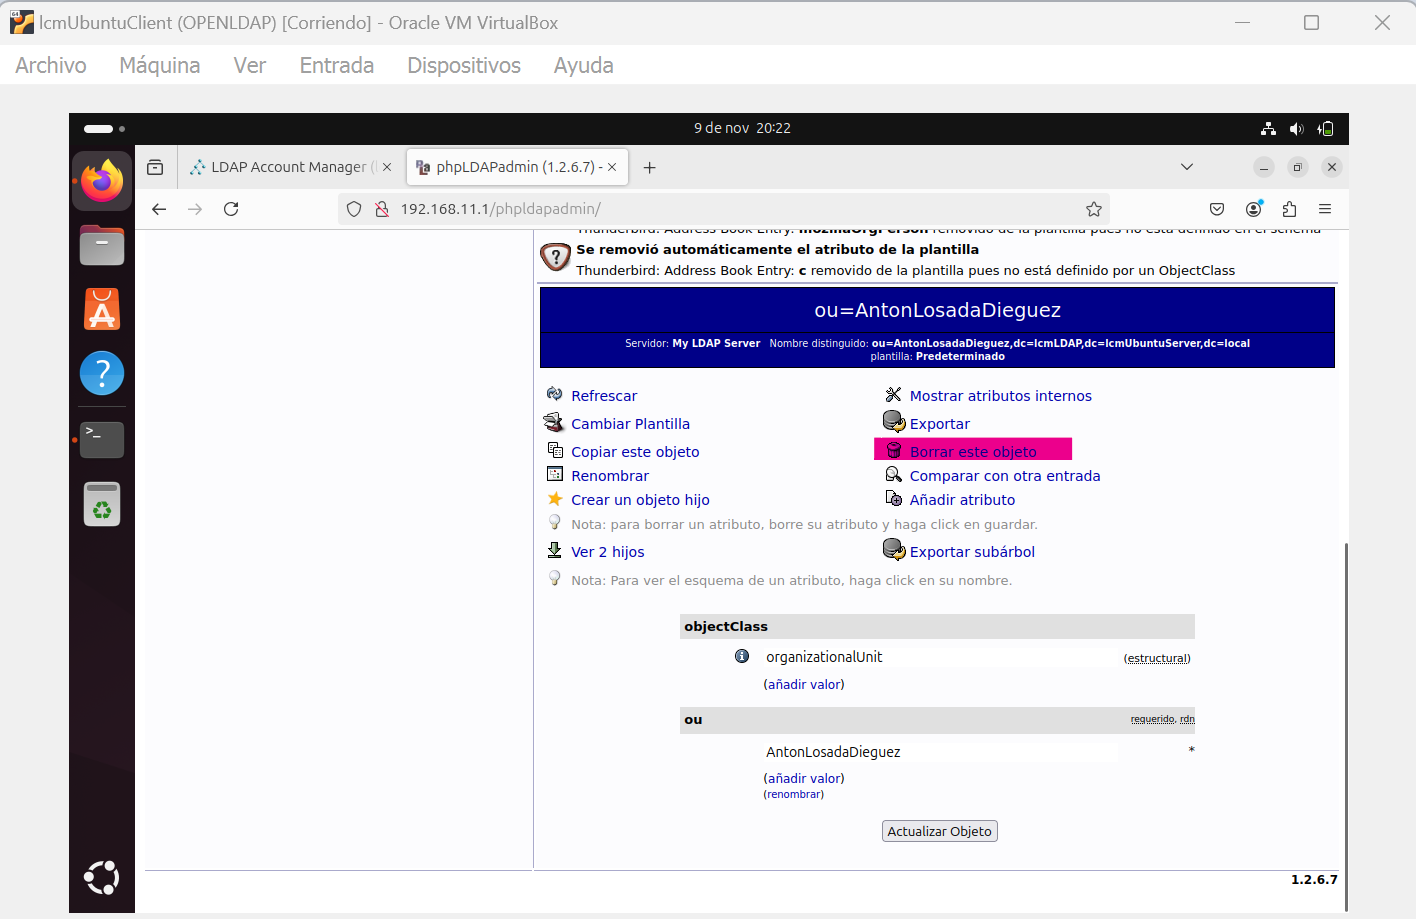 lcmUbuntuClient (OPENLDAP) [Corriendo] - Oracle VM VirtualBox
Archivo Máquina Ver Entrada Dispositivos Ayuda
9 de nov 20:22
LDAP Account Manager (
phpLDAPadmin (1.2.6.7) -
192.168.11.1/phpldapadmin/
Thunderbird: Address Book Entry: mozillaOrgPerson removido de la plantilla pues no está definido en el schema
Se removió automáticamente el atributo de la plantilla
Thunderbird: Address Book Entry: c removido de la plantilla pues no está definido por un ObjectClass
ou=AntonLosadaDieguez
Servidor: My LDAP Server Nombre distinguido: ou=AntonLosadaDieguez,dc=lcmLDAP,dc=lcmUbuntuServer,dc=local
plantilla: Predeterminado
Refrescar Mostrar atributos internos
Cambiar Plantilla Exportar
Copiar este objeto Borrar este objeto
Renombrar Comparar con otra entrada
Crear un objeto hijo Añadir atributo
Nota: para borrar un atributo, borre su atributo y haga click en guardar.
Ver 2 hijos Exportar subárbol
Nota: Para ver el esquema de un atributo, haga click en su nombre.
objectClass
organizationalUnit (estructural)
(añadir valor)
ou requerido, rdn
AntonLosadaDieguez *
(añadir valor)
(renombrar)
Actualizar Objeto
1.2.6.7